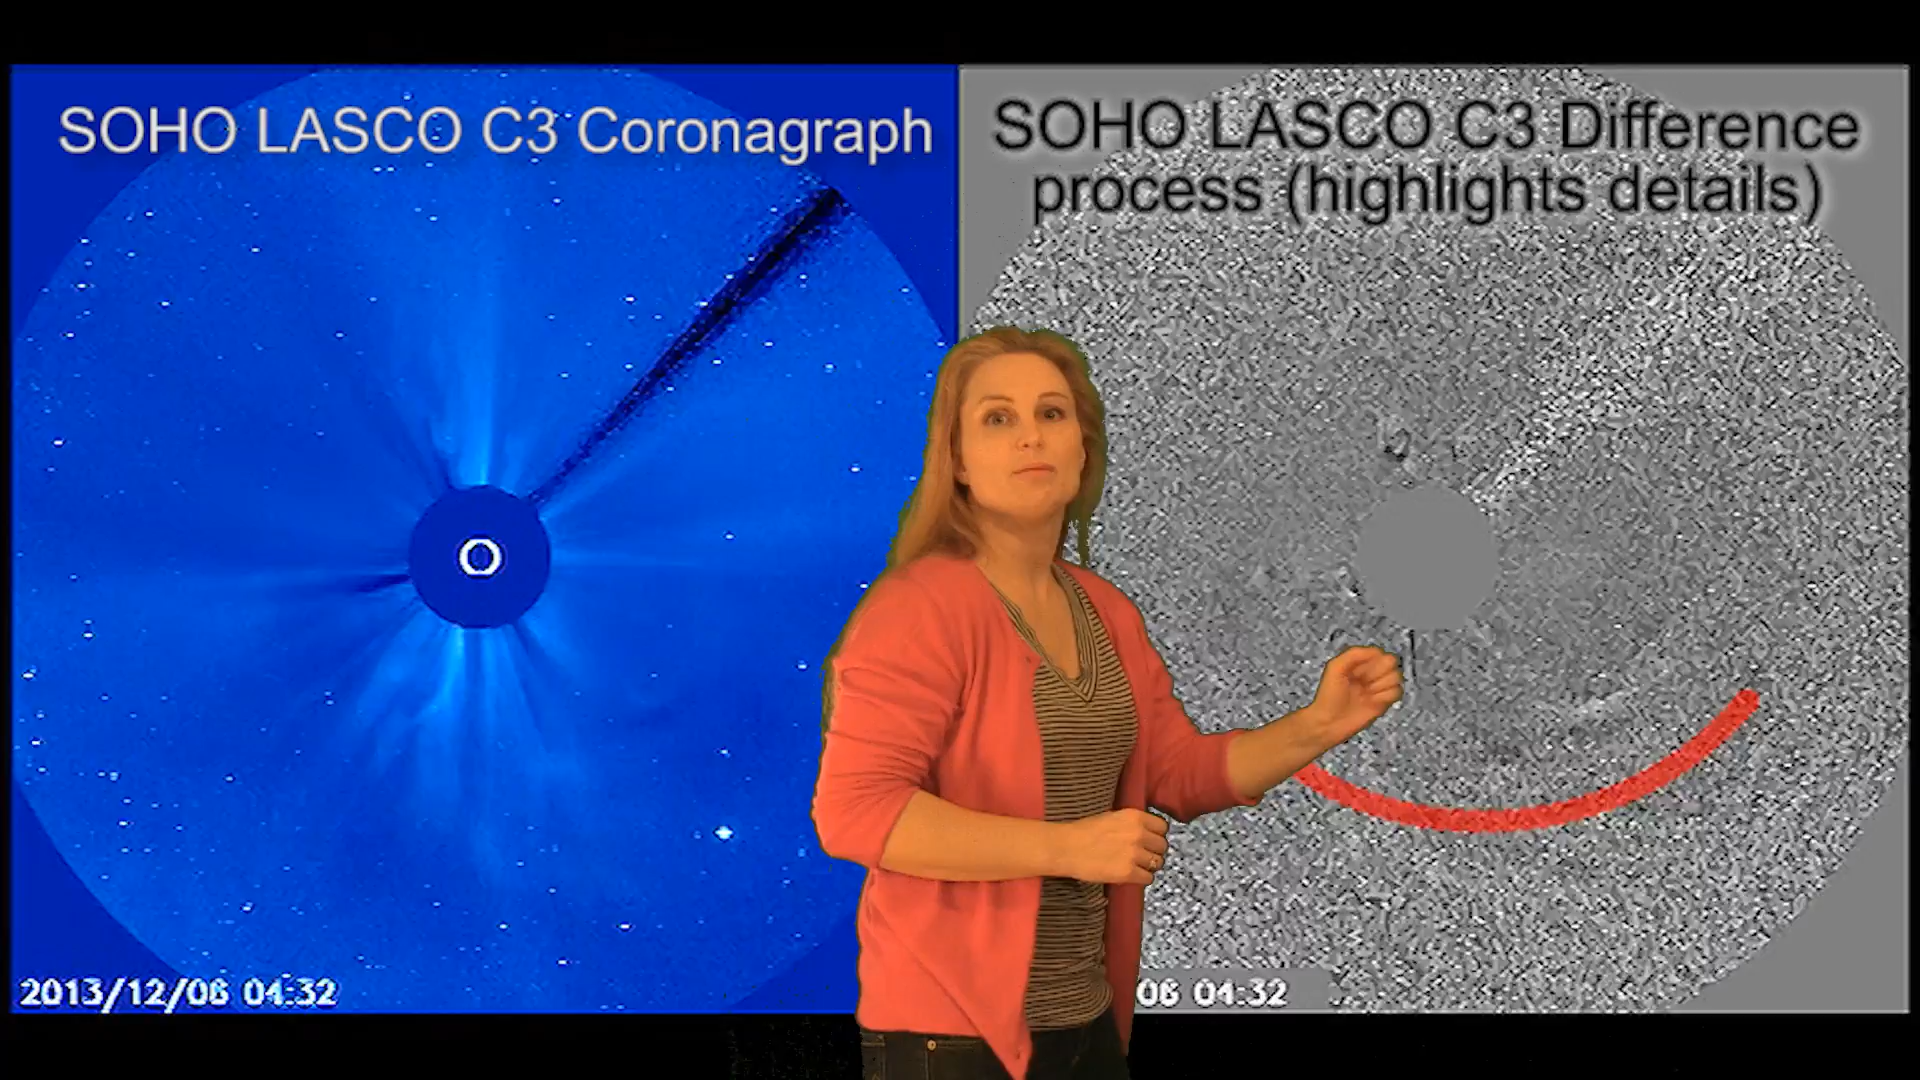 SOHO LASCO C3 Coronagraph
SOHO LASCO C3 Difference
process (highlights details)
2013/12/08 04:32
08 04:32